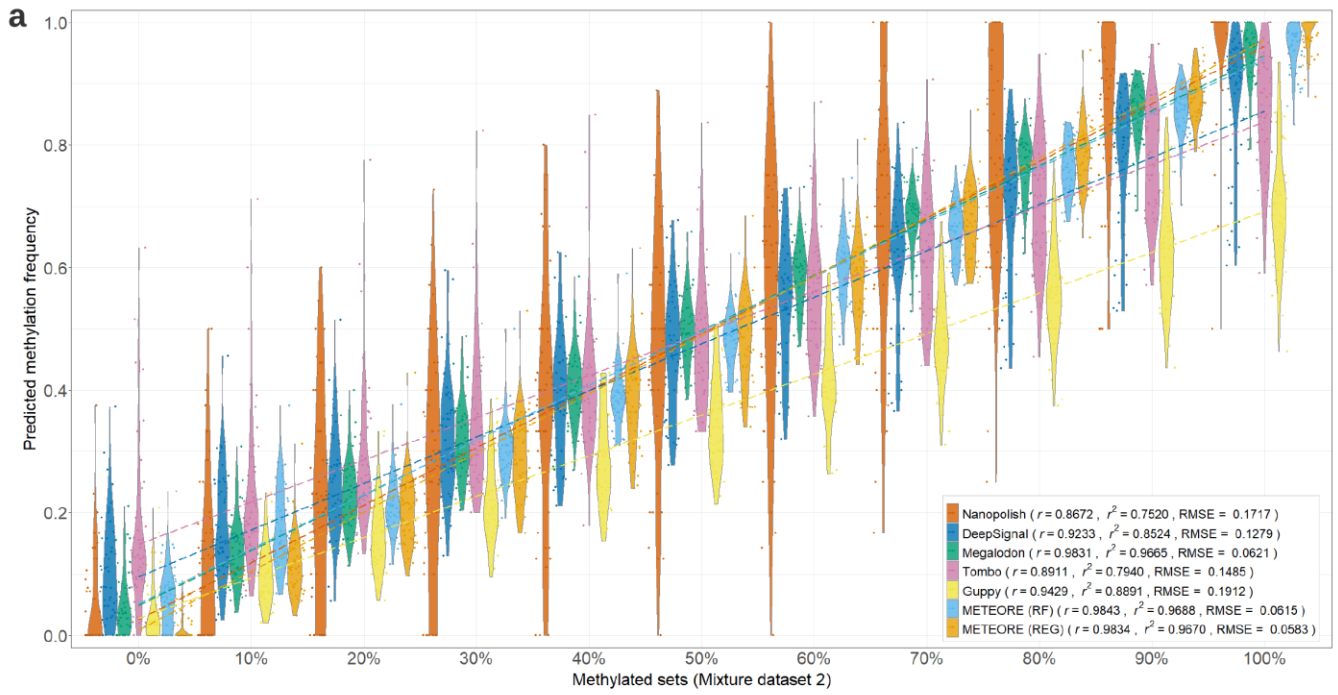 a
Predicted methylation frequency
1.0
0.8
0.6
0.4
0.2
0.0
Nanopolish ( r = 0.8672 , r² = 0.7520 , RMSE = 0.1717 )
DeepSignal ( r = 0.9233 , r² = 0.8524 , RMSE = 0.1279 )
Megalodon ( r = 0.9831 , r² = 0.9665 , RMSE = 0.0621 )
Tombo ( r = 0.8911 , r² = 0.7940 , RMSE = 0.1485 )
Guppy ( r = 0.9429 , r² = 0.8891 , RMSE = 0.1912 )
METEORE (RF) ( r = 0.9843 , r² = 0.9688 , RMSE = 0.0615 )
METEORE (REG) ( r = 0.9834 , r² = 0.9670 , RMSE = 0.0583 )
0% 10% 20% 30% 40% 50% 60% 70% 80% 90% 100%
Methylated sets (Mixture dataset 2)